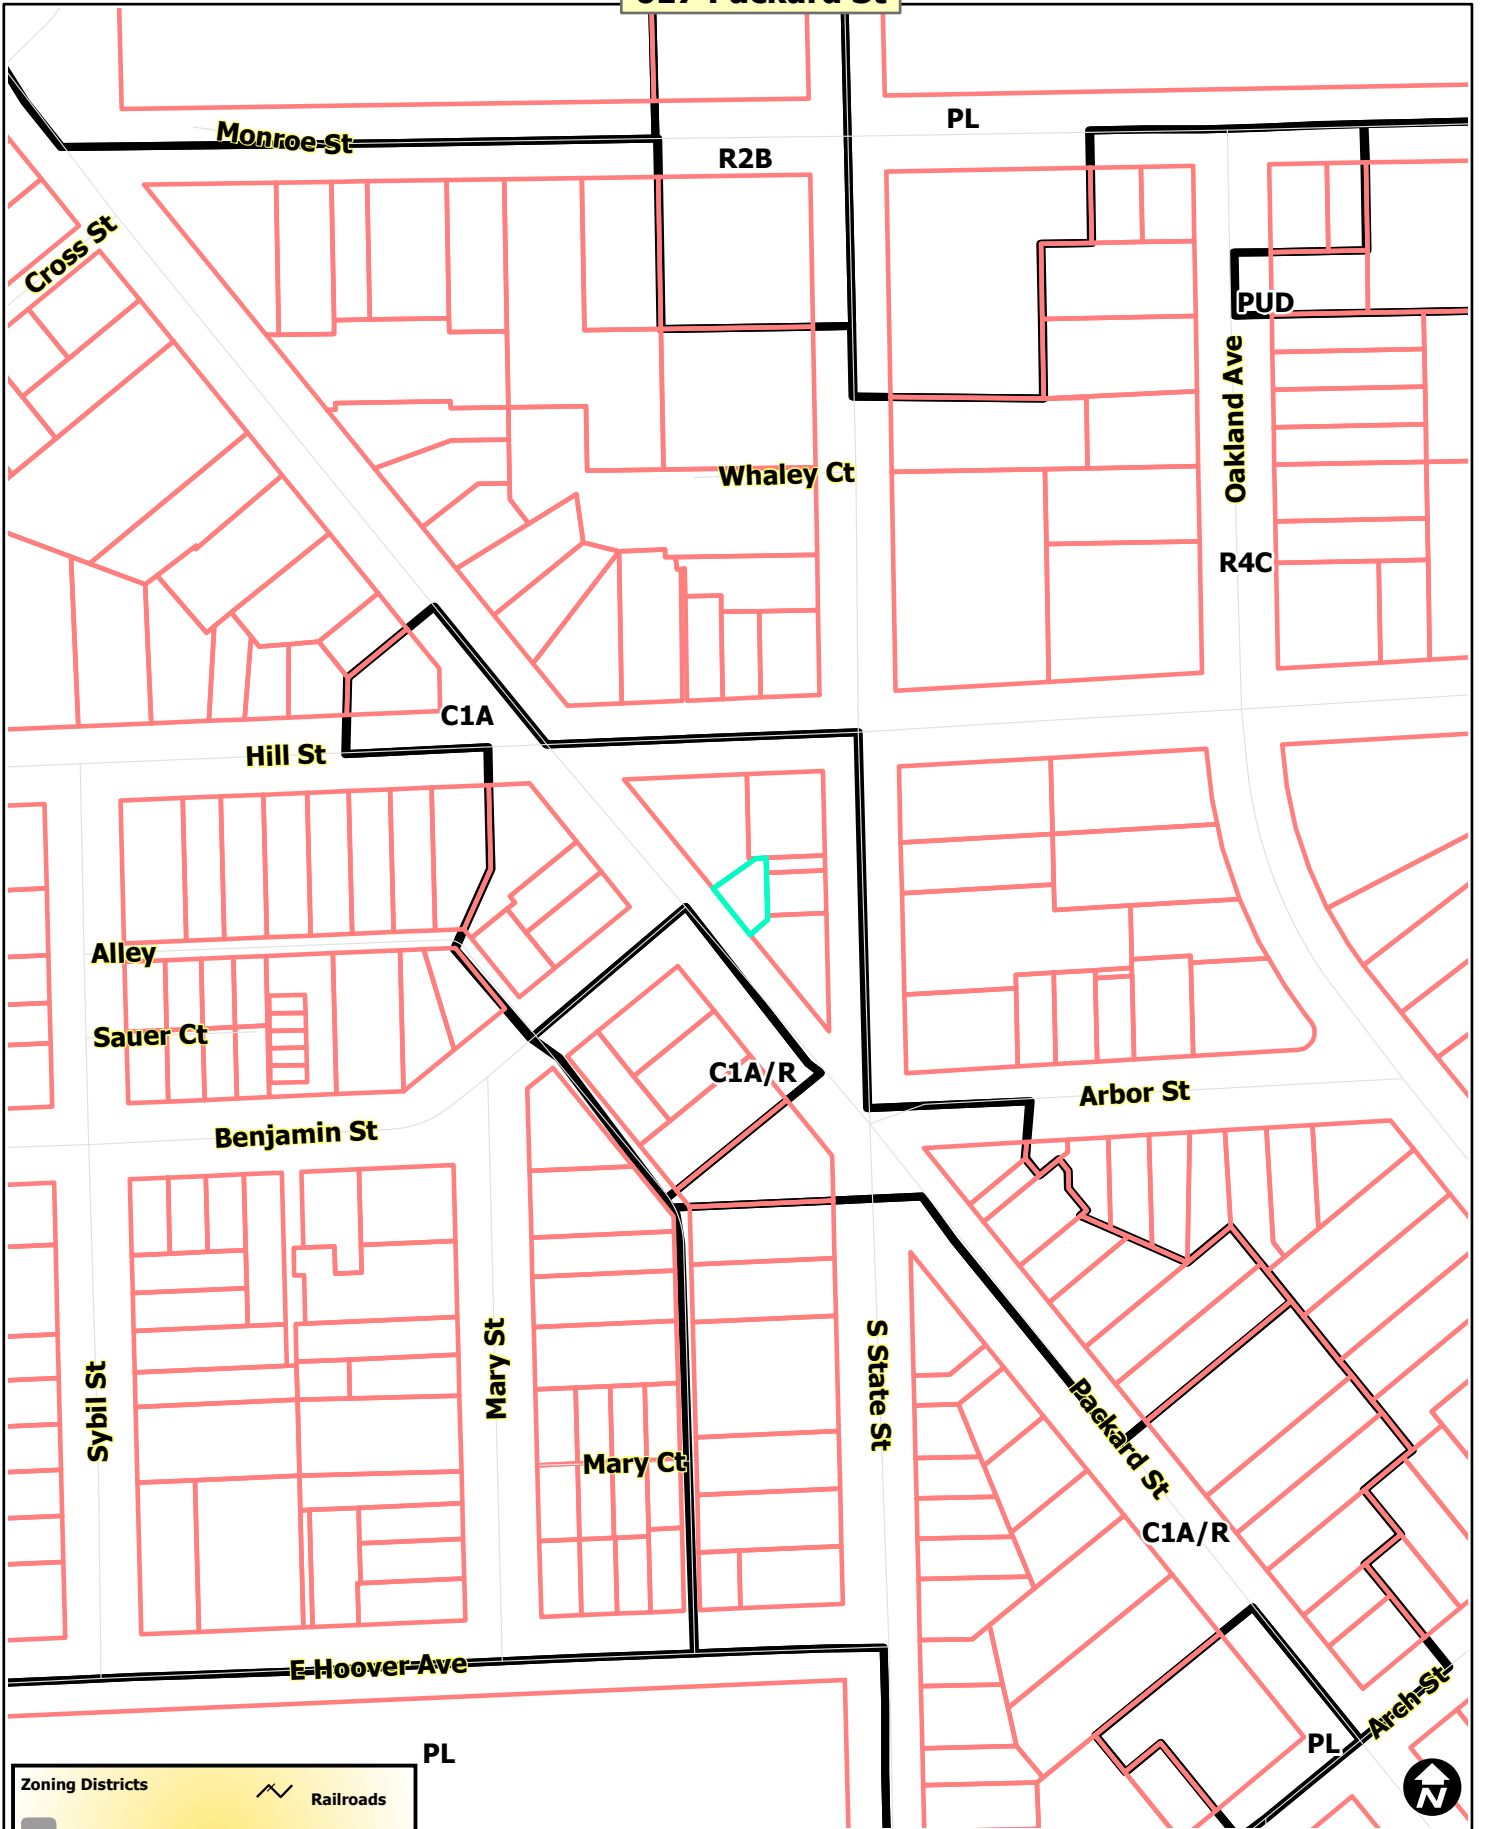 PL
Monroe St
R2B
Cross St
PUD
Oakland Ave
Whaley Ct
R4C
C1A
Hill St
Alley
Sauer Ct
C1A/R
Arbor St
Benjamin St
S State St
Mary St
Sybil St
Packard St
Mary Ct
C1A/R
E Hoover Ave
Arch St
PL
PL
Zoning Districts
Railroads
N